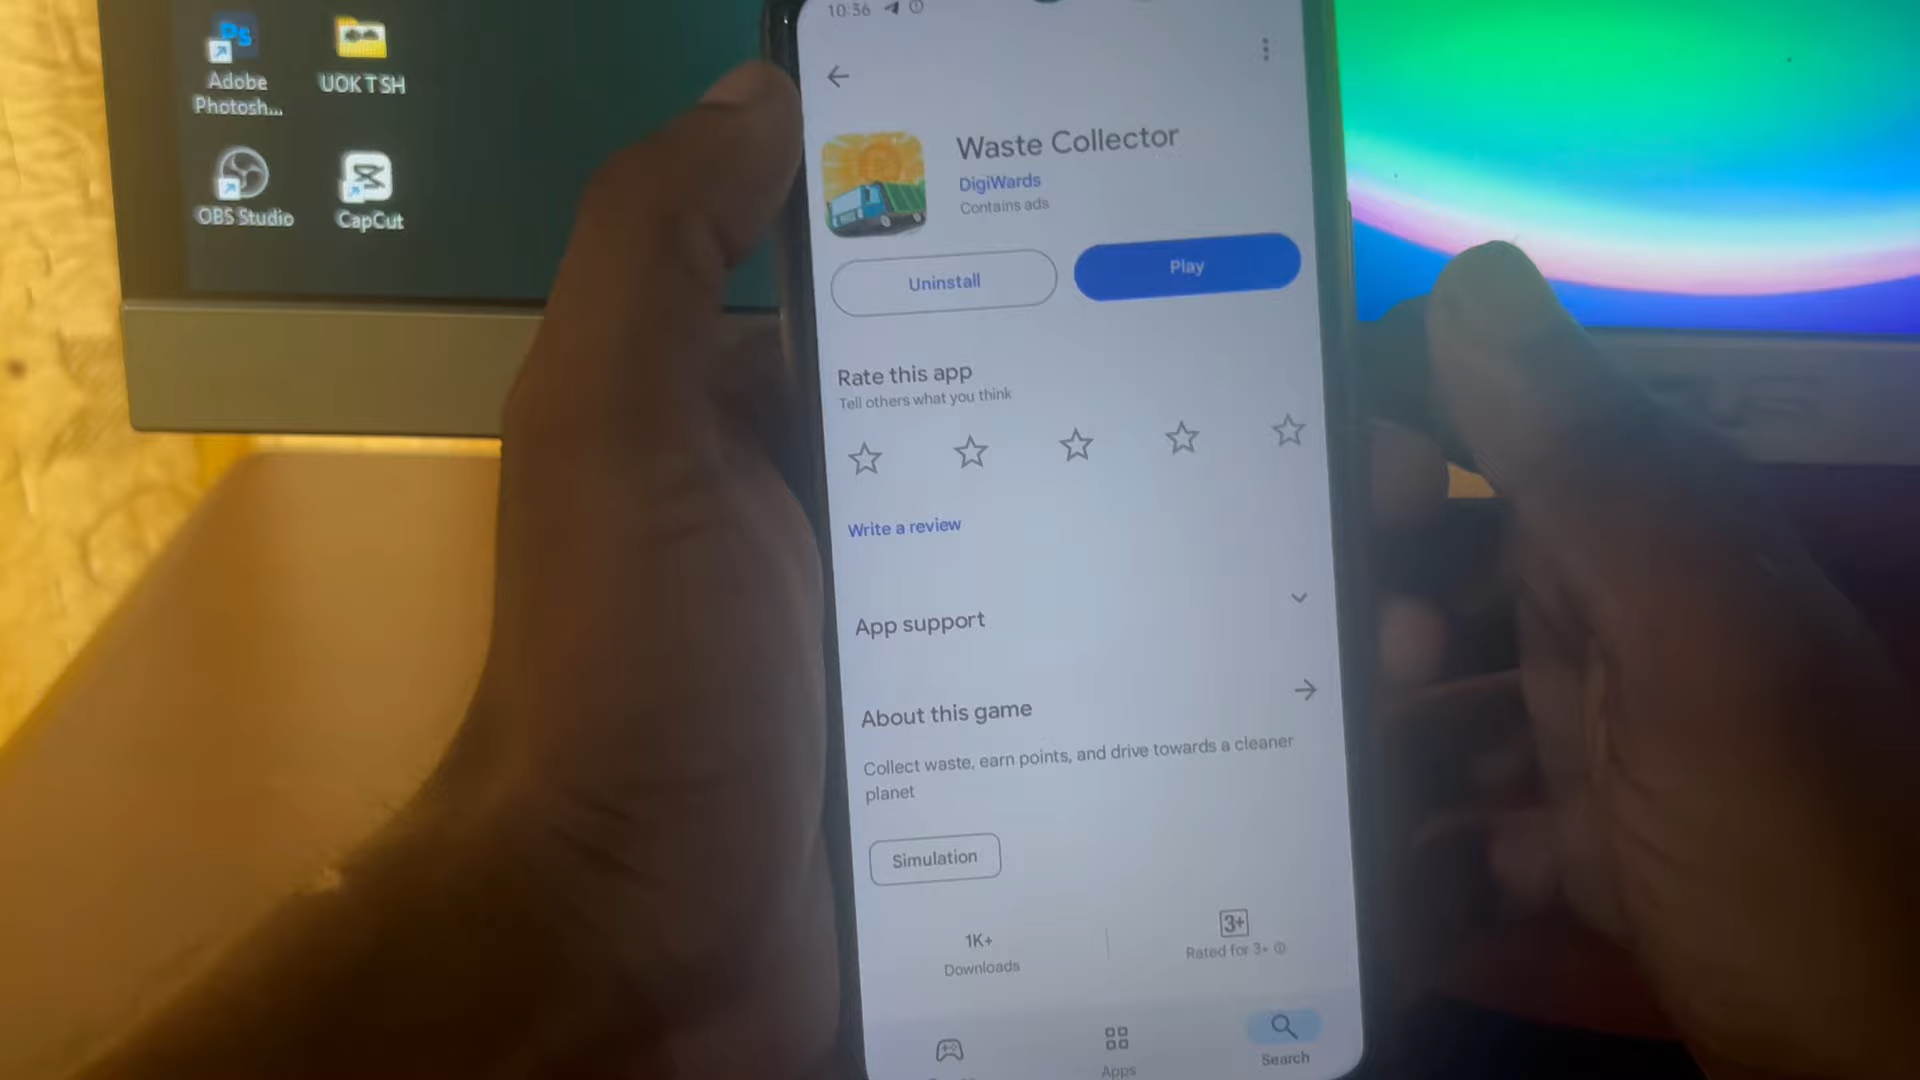 Ps
Adobe
Photosh...
UOKTSH
OBS Studio
CapCut
10:36
Waste Collector
DigiWards
Contains ads
Uninstall
Play
Rate this app
Tell others what you think
Write a review
App support
About this game
Collect waste, earn points, and drive towards a cleaner
planet
Simulation
1K+
Downloads
3+
Rated for 3+
Apps
Search